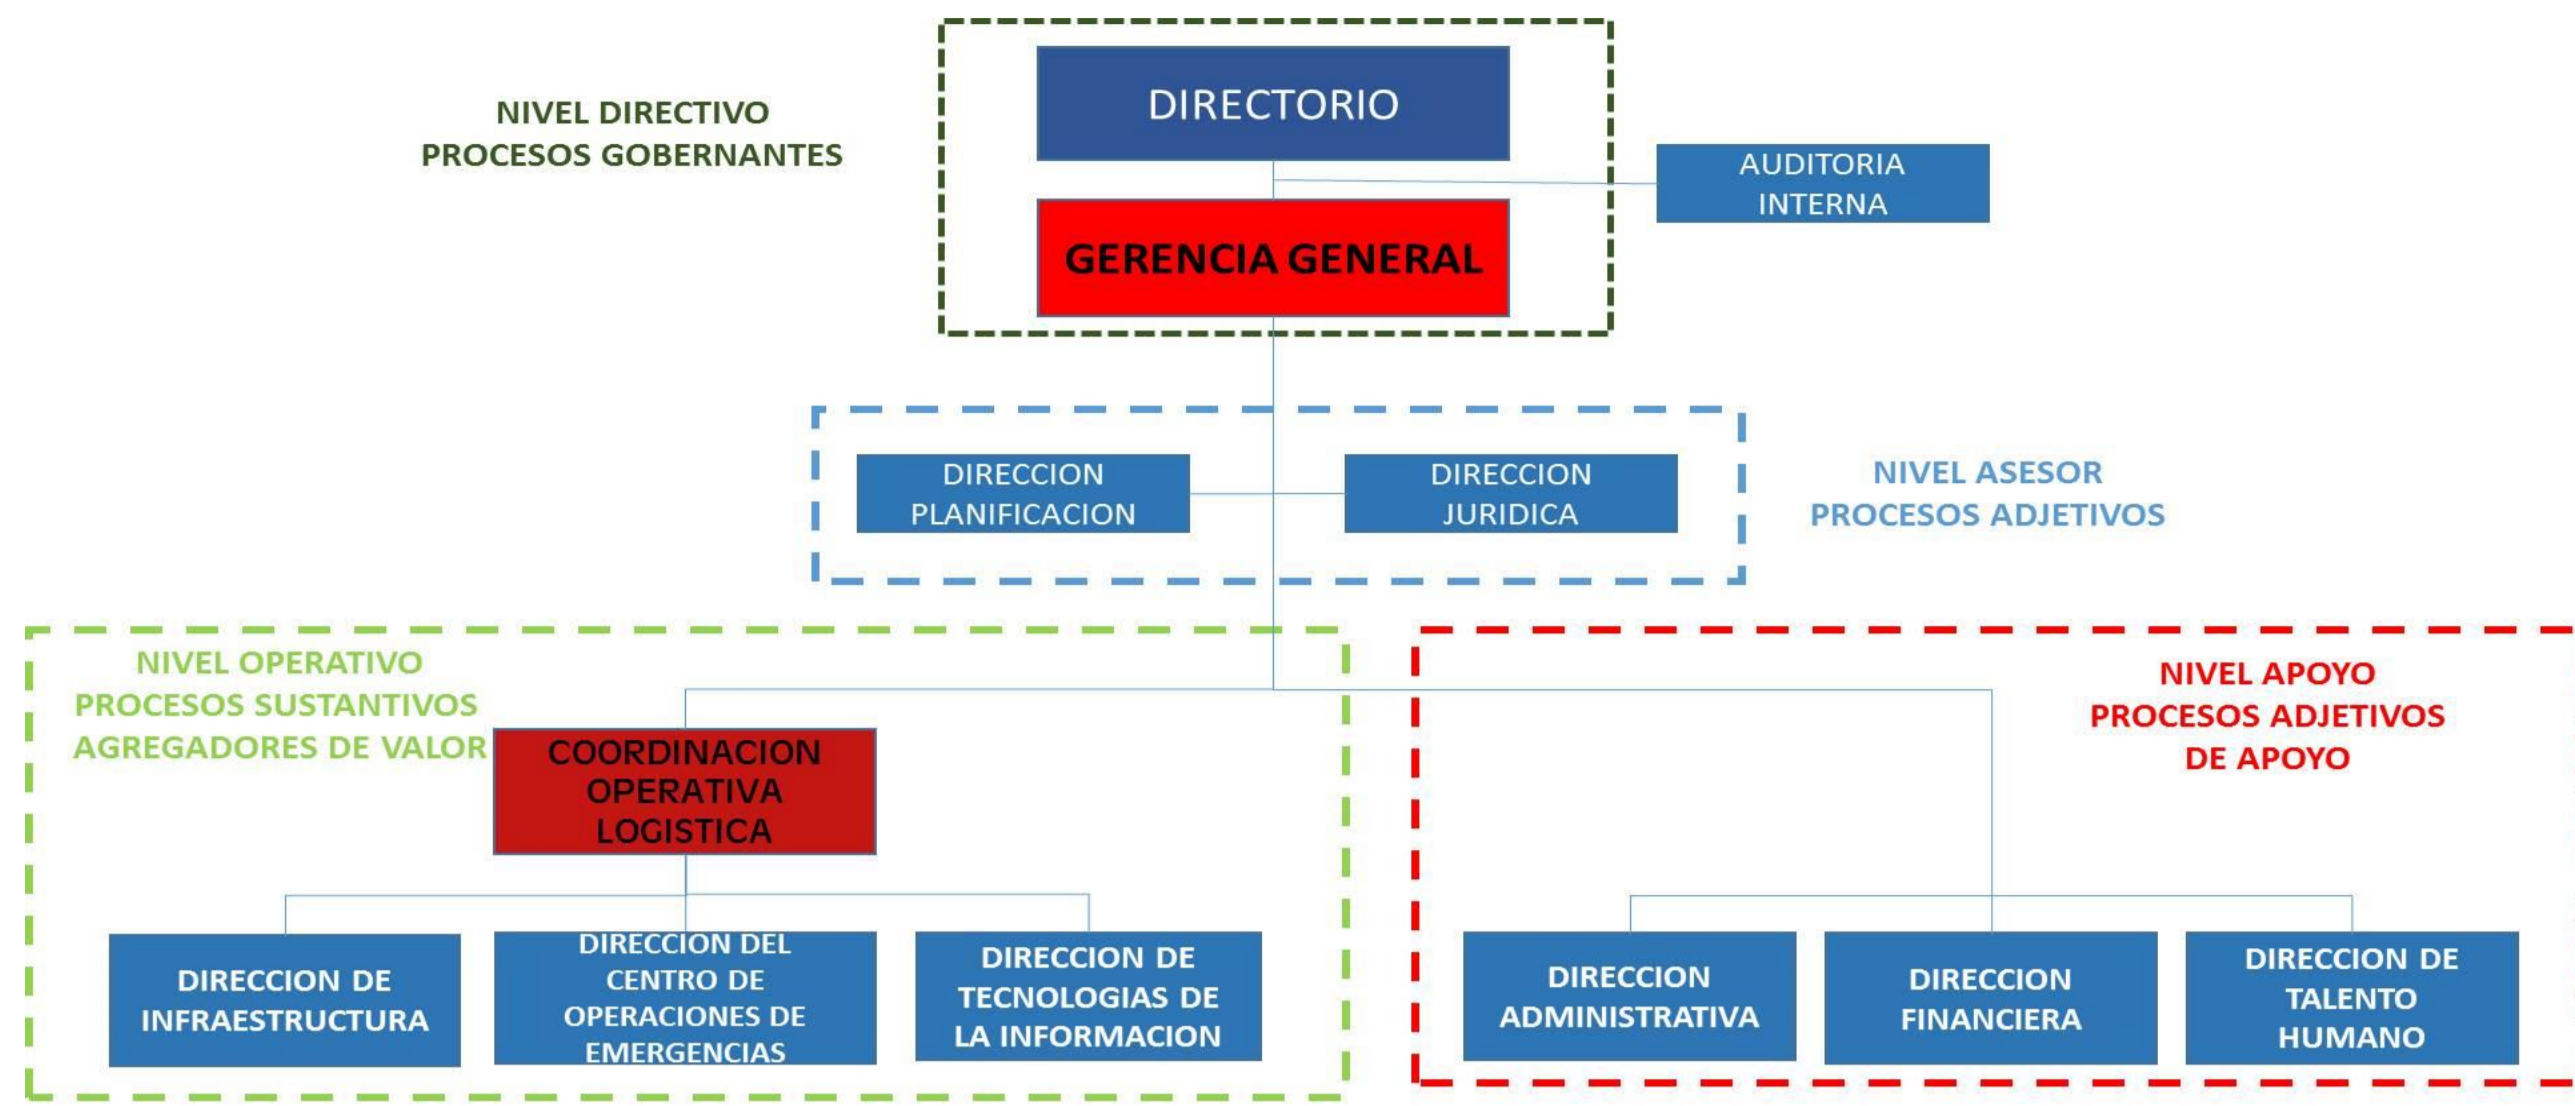 NIVEL DIRECTIVO
PROCESOS GOBERNANTES
DIRECTORIO
AUDITORIA
INTERNA
GERENCIA GENERAL
DIRECCION
PLANIFICACION
DIRECCION
JURIDICA
NIVEL ASESOR
PROCESOS ADJETIVOS
NIVEL OPERATIVO
PROCESOS SUSTANTIVOS
AGREGADORES DE VALOR
NIVEL APOYO
PROCESOS ADJETIVOS
DE APOYO
COORDINACION
OPERATIVA
LOGISTICA
DIRECCION DE
INFRAESTRUCTURA
DIRECCION DEL
CENTRO DE
OPERACIONES DE
EMERGENCIAS
DIRECCION DE
TECNOLOGIAS DE
LA INFORMACION
DIRECCION
ADMINISTRATIVA
DIRECCION
FINANCIERA
DIRECCION DE
TALENTO
HUMANO